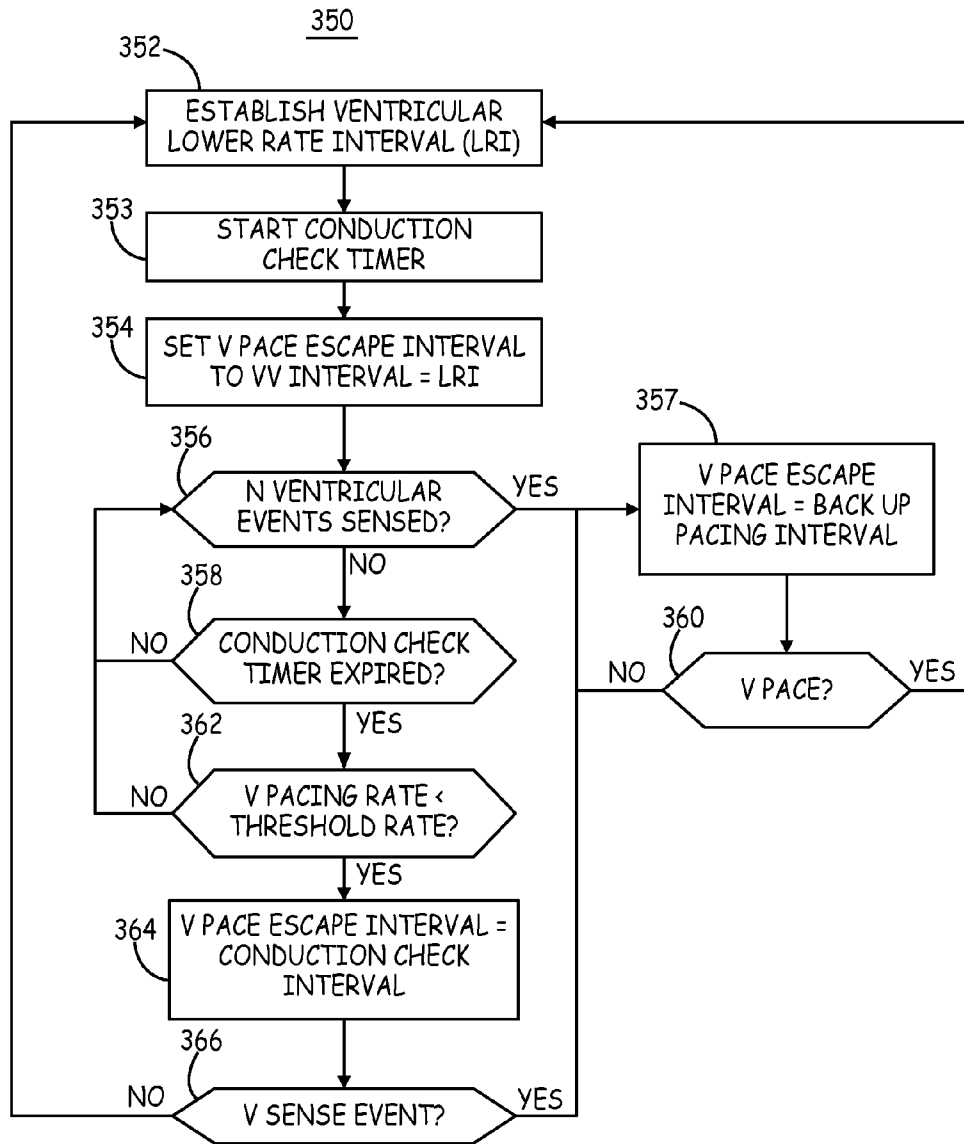 350
352
ESTABLISH VENTRICULAR
LOWER RATE INTERVAL (LRI)
353
START CONDUCTION
CHECK TIMER
354
SET V PACE ESCAPE INTERVAL
TO VV INTERVAL = LRI
356
N VENTRICULAR
EVENTS SENSED?
YES
NO
357
V PACE ESCAPE
INTERVAL = BACK UP
PACING INTERVAL
358
NO
CONDUCTION CHECK
TIMER EXPIRED?
YES
360
NO
V PACE?
YES
362
NO
V PACING RATE <
THRESHOLD RATE?
YES
364
V PACE ESCAPE INTERVAL =
CONDUCTION CHECK
INTERVAL
366
NO
V SENSE EVENT?
YES